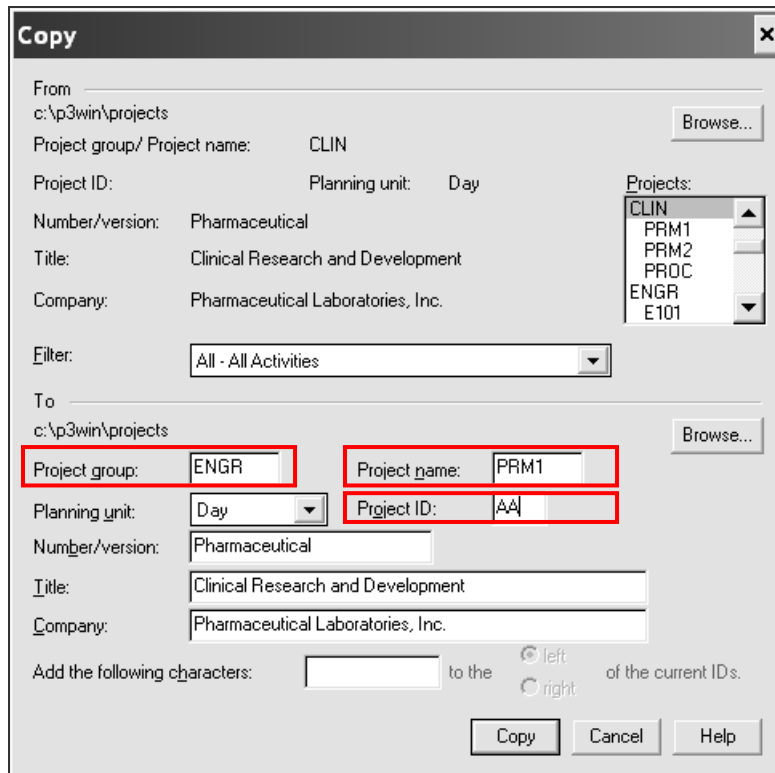 Copy
From
c:\p3win\projects
Browse...
Project group/ Project name: CLIN
Project ID: Planning unit: Day
Projects:
CLIN
PRM1
PRM2
PROC
ENGR
E101
Number/version: Pharmaceutical
Title: Clinical Research and Development
Company: Pharmaceutical Laboratories, Inc.
Filter: All - All Activities
To
c:\p3win\projects
Browse...
Project group: ENGR Project name: PRM1
Planning unit: Day Project ID: AA
Number/version: Pharmaceutical
Title: Clinical Research and Development
Company: Pharmaceutical Laboratories, Inc.
Add the following characters: to the left right of the current IDs.
Copy Cancel Help